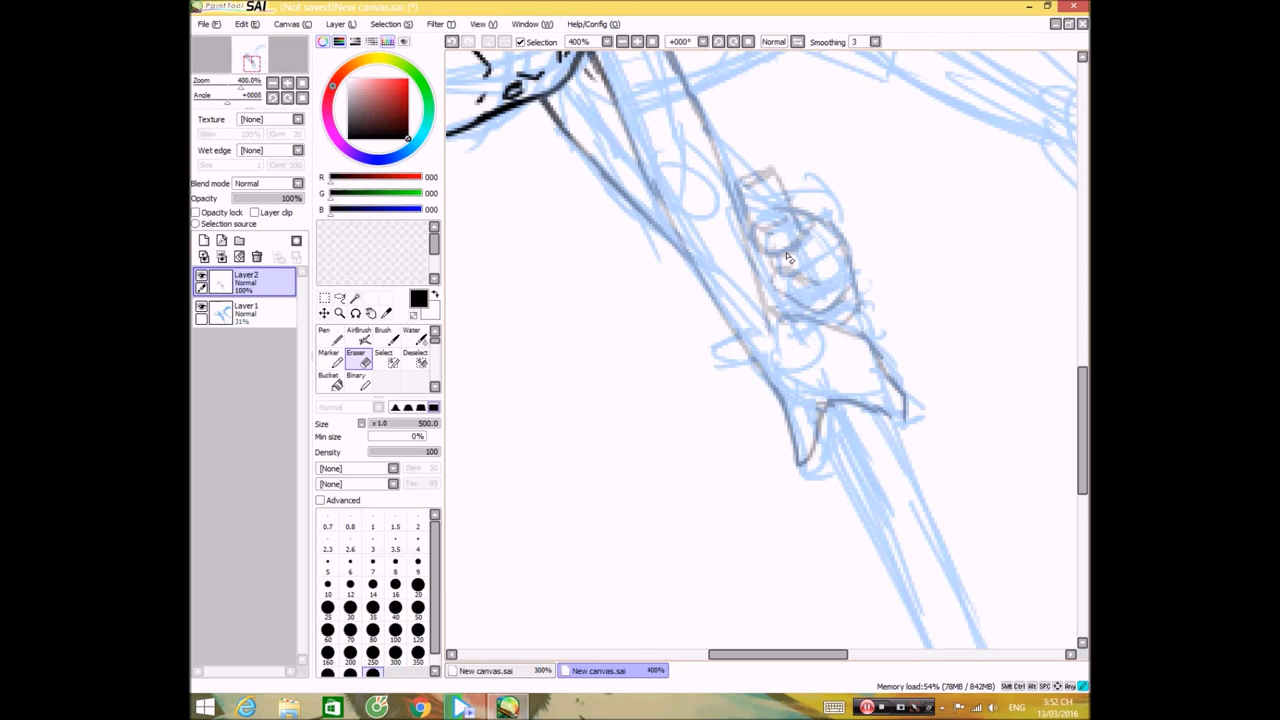 PaintTool SAI (Not saved)New canvas.sai (*)
File (F) Edit (E) Canvas (C) Layer (L) Selection (S) Filter (T) View (V) Window (W) Help/Config (O)
Selection 400% +000° Normal Smoothing 3
Zoom 400.0%
Angle
Texture [None]
Wet edge [None]
Blend mode Normal
Opacity 100%
Opacity lock Layer clip
Selection source
R 000
G 000
B 000
Layer2
Normal
100%
Layer1
Normal
31%
Pen AirBrush Brush Water
Marker Eraser Select Deselect
Bucket Binary
Normal
Size x 1.0 500.0
Min size 0%
Density 100
[None]
[None]
Advanced
0.7 0.8 1 1.5 2
2.3 2.6 3 3.5 4
5 6 7 8 9
10 12 14 16 20
25 30 35 40 50
60 70 80 100 120
160 200 250 300 350
New canvas.sai 300% New canvas.sai 400%
Memory load:54% (78MB / 842MB) Shft Ctrl Alt SPC Any
ENG 3:52 CH
13/03/2016